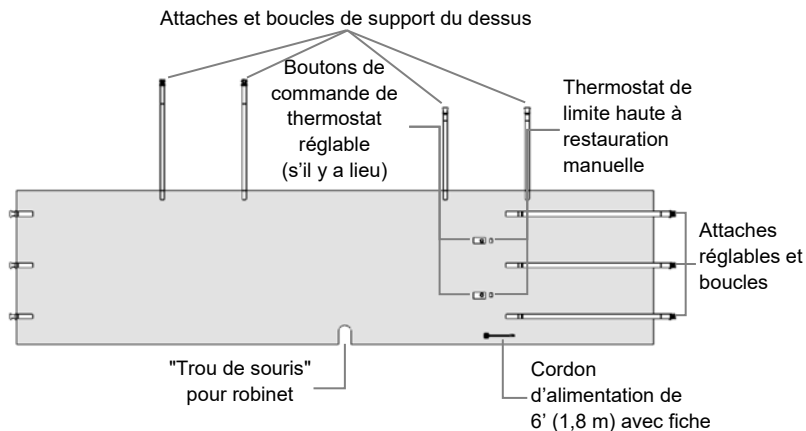 Attaches et boucles de support du dessus
Boutons de
commande de
thermostat
réglable
(s'il y a lieu)
Thermostat de
limite haute à
restauration
manuelle
Attaches
réglables et
boucles
"Trou de souris"
pour robinet
Cordon
d'alimentation de
6' (1,8 m) avec fiche